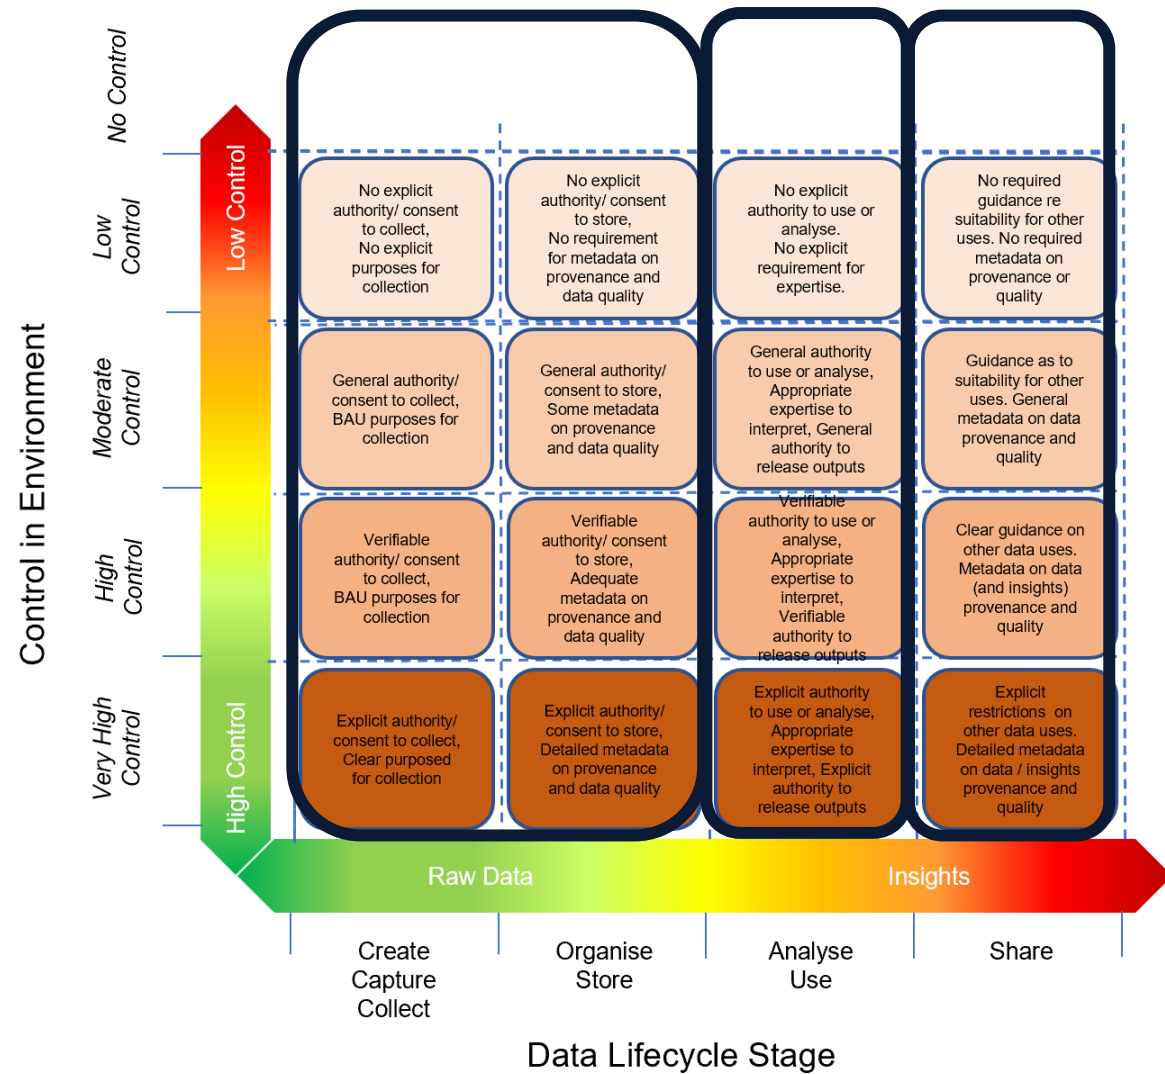 Control in Environment
No Control
Low
Control
Moderate
Control
High
Control
Very High
Control
Low Control
High Control
No explicit
authority/ consent
to collect,
No explicit
purposes for
collection
No explicit
authority/ consent
to store,
No requirement
for metadata on
provenance and
data quality
No explicit
authority to use or
analyse.
No explicit
requirement for
expertise.
No required
guidance re
suitability for other
uses. No required
metadata on
provenance or
quality
General authority/
consent to collect,
BAU purposes for
collection
General authority/
consent to store,
Some metadata
on provenance
and data quality
General authority
to use or analyse,
Appropriate
expertise to
interpret, General
authority to
release outputs
Guidance as to
suitability for other
uses. General
metadata on data
provenance and
quality
Verifiable
authority/ consent
to collect,
BAU purposes for
collection
Verifiable
authority/ consent
to store,
Adequate
metadata on
provenance and
data quality
Verifiable
authority to use or
analyse,
Appropriate
expertise to
interpret,
Verifiable
authority to
release outputs
Clear guidance on
other data uses.
Metadata on data
(and insights)
provenance and
quality
Explicit authority/
consent to collect,
Clear purposed
for collection
Explicit authority/
consent to store,
Detailed metadata
on provenance
and data quality
Explicit authority
to use or analyse,
Appropriate
expertise to
interpret, Explicit
authority to
release outputs
Explicit
restrictions on
other data uses.
Detailed metadata
on data / insights
provenance and
quality
Raw Data
Insights
Create
Capture
Collect
Organise
Store
Analyse
Use
Share
Data Lifecycle Stage